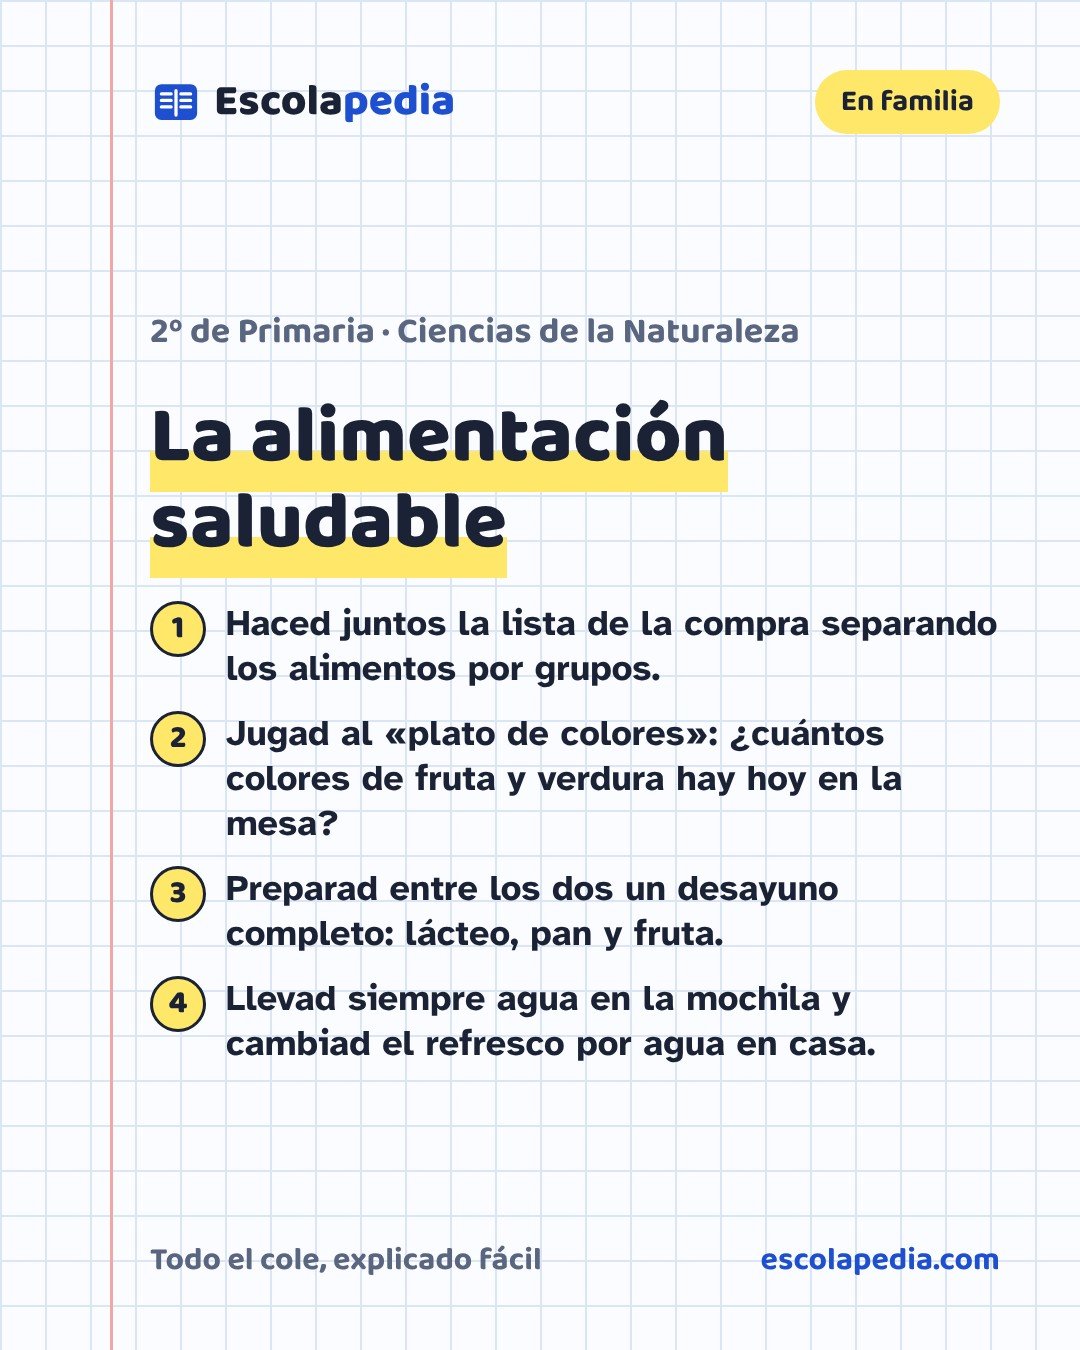 Escolapedia
En familia
2º de Primaria · Ciencias de la Naturaleza
La alimentación
saludable
1 Haced juntos la lista de la compra separando
los alimentos por grupos.
2 Jugad al «plato de colores»: ¿cuántos
colores de fruta y verdura hay hoy en la
mesa?
3 Preparad entre los dos un desayuno
completo: lácteo, pan y fruta.
4 Llevad siempre agua en la mochila y
cambiad el refresco por agua en casa.
Todo el cole, explicado fácil
escolapedia.com